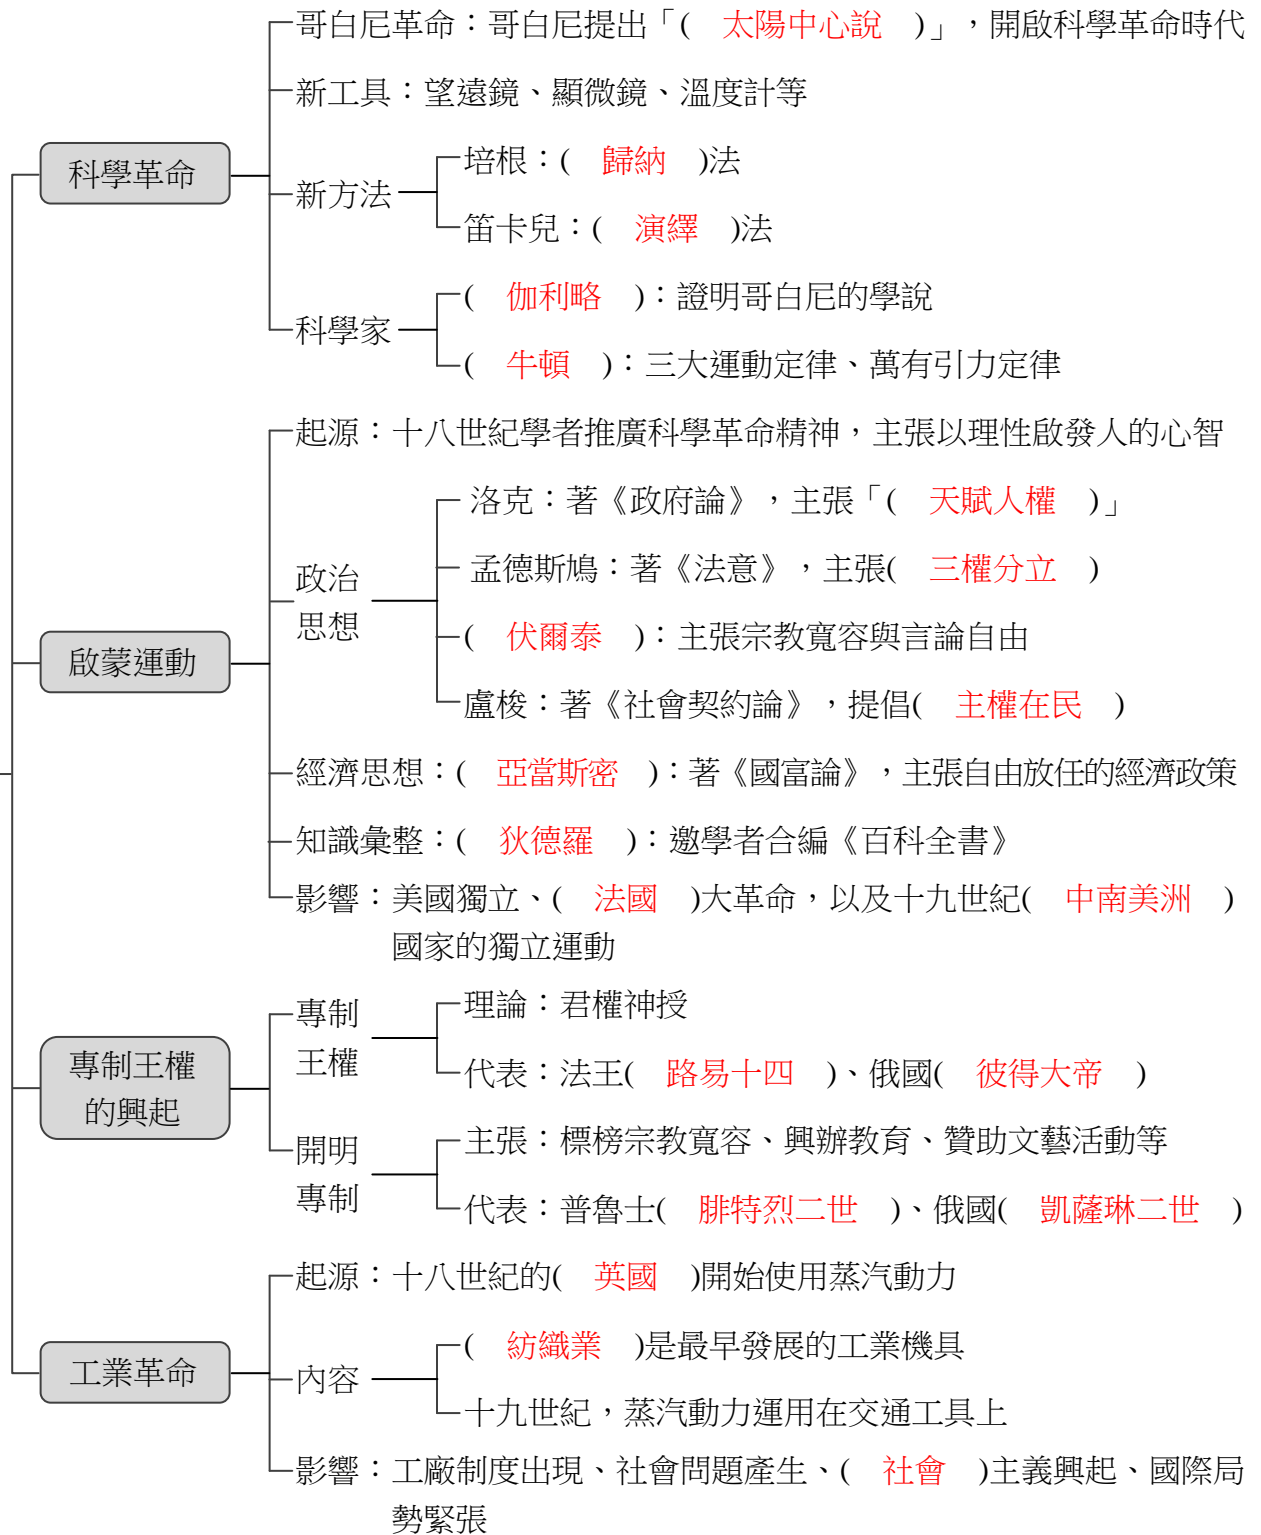 科學革命
哥白尼革命：哥白尼提出「( 太陽中心說 )」，開啟科學革命時代
新工具：望遠鏡、顯微鏡、溫度計等
新方法
培根：( 歸納 )法
笛卡兒：( 演繹 )法
科學家
( 伽利略 )：證明哥白尼的學說
( 牛頓 )：三大運動定律、萬有引力定律
啟蒙運動
起源：十八世紀學者推廣科學革命精神，主張以理性啟發人的心智
政治
思想
洛克：著《政府論》，主張「( 天賦人權 )」
孟德斯鳩：著《法意》，主張( 三權分立 )
( 伏爾泰 )：主張宗教寬容與言論自由
盧梭：著《社會契約論》，提倡( 主權在民 )
經濟思想：( 亞當斯密 )：著《國富論》，主張自由放任的經濟政策
知識彙整：( 狄德羅 )：邀學者合編《百科全書》
影響：美國獨立、( 法國 )大革命，以及十九世紀( 中南美洲 )
國家的獨立運動
專制王權
的興起
專制
王權
理論：君權神授
代表：法王( 路易十四 )、俄國( 彼得大帝 )
開明
專制
主張：標榜宗教寬容、興辦教育、贊助文藝活動等
代表：普魯士( 腓特烈二世 )、俄國( 凱薩琳二世 )
工業革命
起源：十八世紀的( 英國 )開始使用蒸汽動力
內容
( 紡織業 )是最早發展的工業機具
十九世紀，蒸汽動力運用在交通工具上
影響：工廠制度出現、社會問題產生、( 社會 )主義興起、國際局
勢緊張